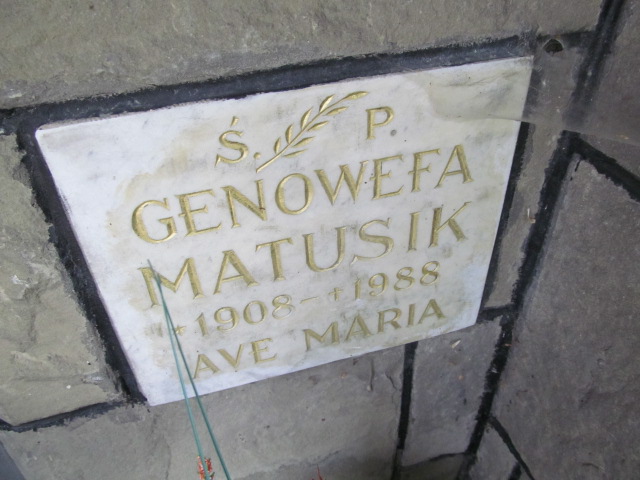 Ś P
GENOWEFA
MATUSIK
*1908-+1988
AVE MARIA